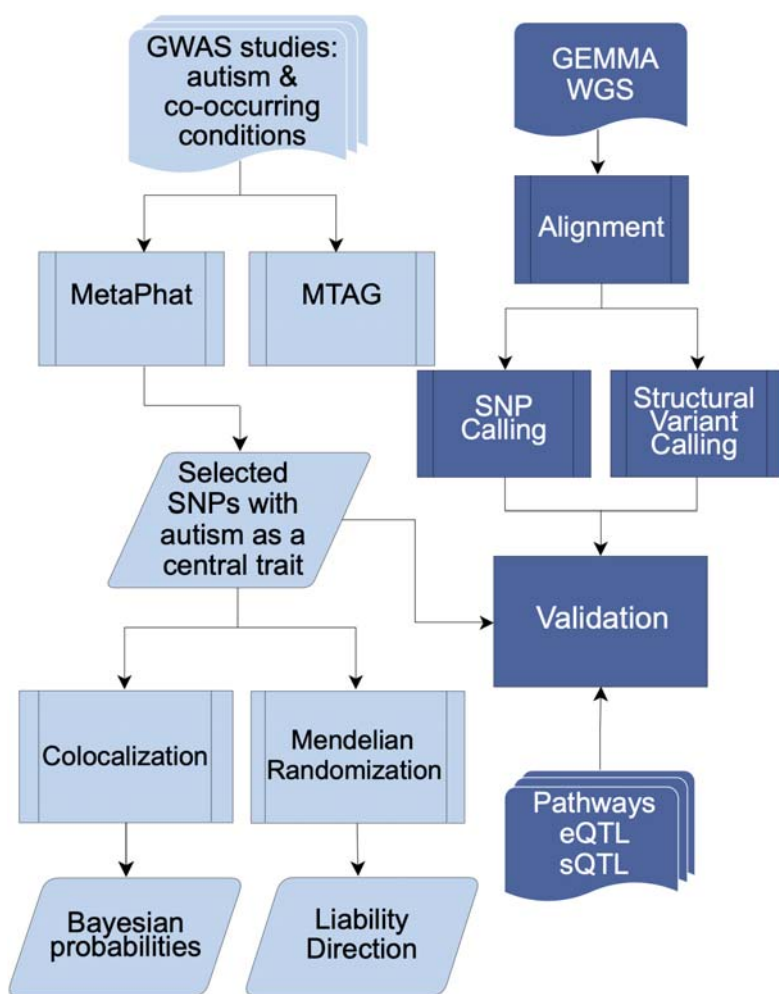 GWAS studies:
autism &
co-occurring
conditions
GEMMA
WGS
Alignment
MetaPhat
MTAG
SNP
Calling
Structural
Variant
Calling
Selected
SNPs with
autism as a
central trait
Validation
Colocalization
Mendelian
Randomization
Pathways
eQTL
sQTL
Bayesian
probabilities
Liability
Direction